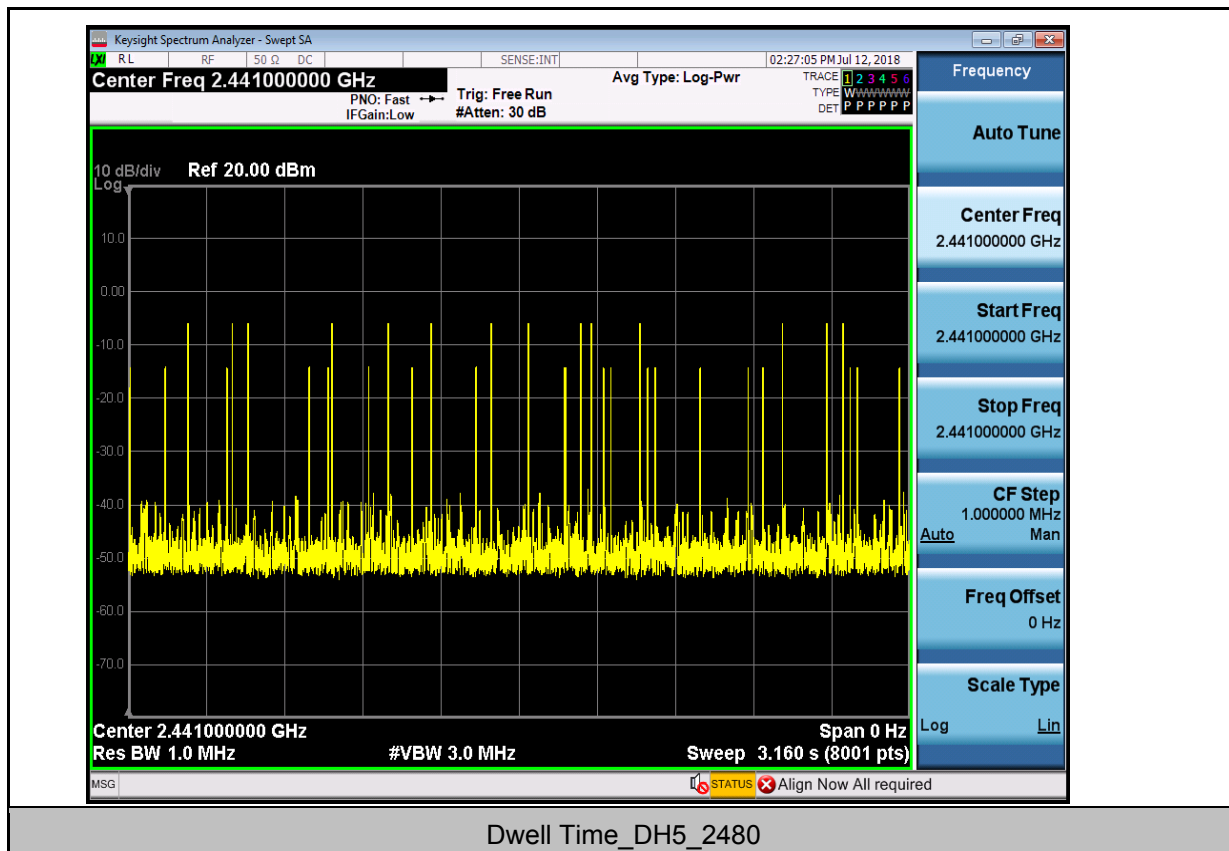 Keysight Spectrum Analyzer - Swept SA
LXI RL RF 50 Ω DC SENSE:INT 02:27:05 PM Jul 12, 2018
Center Freq 2.441000000 GHz
PNO: Fast
IFGain:Low
Trig: Free Run
#Atten: 30 dB
Avg Type: Log-Pwr
TRACE 1 2 3 4 5 6
TYPE WWWWWW
DET P P P P P P
10 dB/div Ref 20.00 dBm
Log
10.0
0.00
-10.0
-20.0
-30.0
-40.0
-50.0
-60.0
-70.0
Center 2.441000000 GHz Span 0 Hz
Res BW 1.0 MHz #VBW 3.0 MHz Sweep 3.160 s (8001 pts)
MSG STATUS Align Now All required
Frequency
Auto Tune
Center Freq
2.441000000 GHz
Start Freq
2.441000000 GHz
Stop Freq
2.441000000 GHz
CF Step
1.000000 MHz
Auto Man
Freq Offset
0 Hz
Scale Type
Log Lin
Dwell Time_DH5_2480